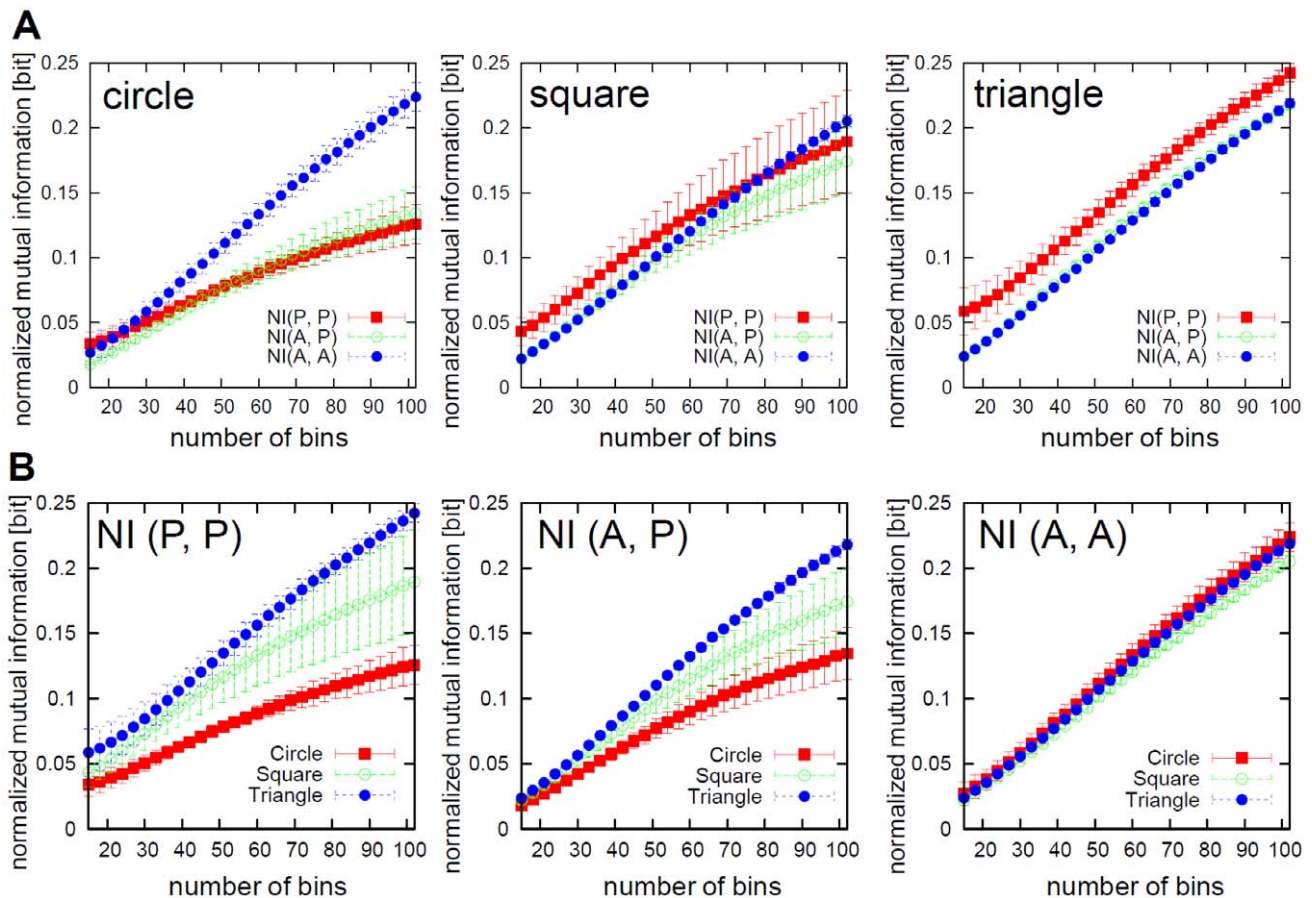 A
circle
square
triangle
normalized mutual information [bit]
0.25
0.2
0.15
0.1
0.05
0
NI(P, P)
NI(A, P)
NI(A, A)
20 30 40 50 60 70 80 90 100
number of bins
normalized mutual information [bit]
0.25
0.2
0.15
0.1
0.05
0
NI(P, P)
NI(A, P)
NI(A, A)
20 30 40 50 60 70 80 90 100
number of bins
normalized mutual information [bit]
0.25
0.2
0.15
0.1
0.05
0
NI(P, P)
NI(A, P)
NI(A, A)
20 30 40 50 60 70 80 90 100
number of bins
B
NI (P, P)
NI (A, P)
NI (A, A)
normalized mutual information [bit]
0.25
0.2
0.15
0.1
0.05
0
Circle
Square
Triangle
20 30 40 50 60 70 80 90 100
number of bins
normalized mutual information [bit]
0.25
0.2
0.15
0.1
0.05
0
Circle
Square
Triangle
20 30 40 50 60 70 80 90 100
number of bins
normalized mutual information [bit]
0.25
0.2
0.15
0.1
0.05
0
Circle
Square
Triangle
20 30 40 50 60 70 80 90 100
number of bins